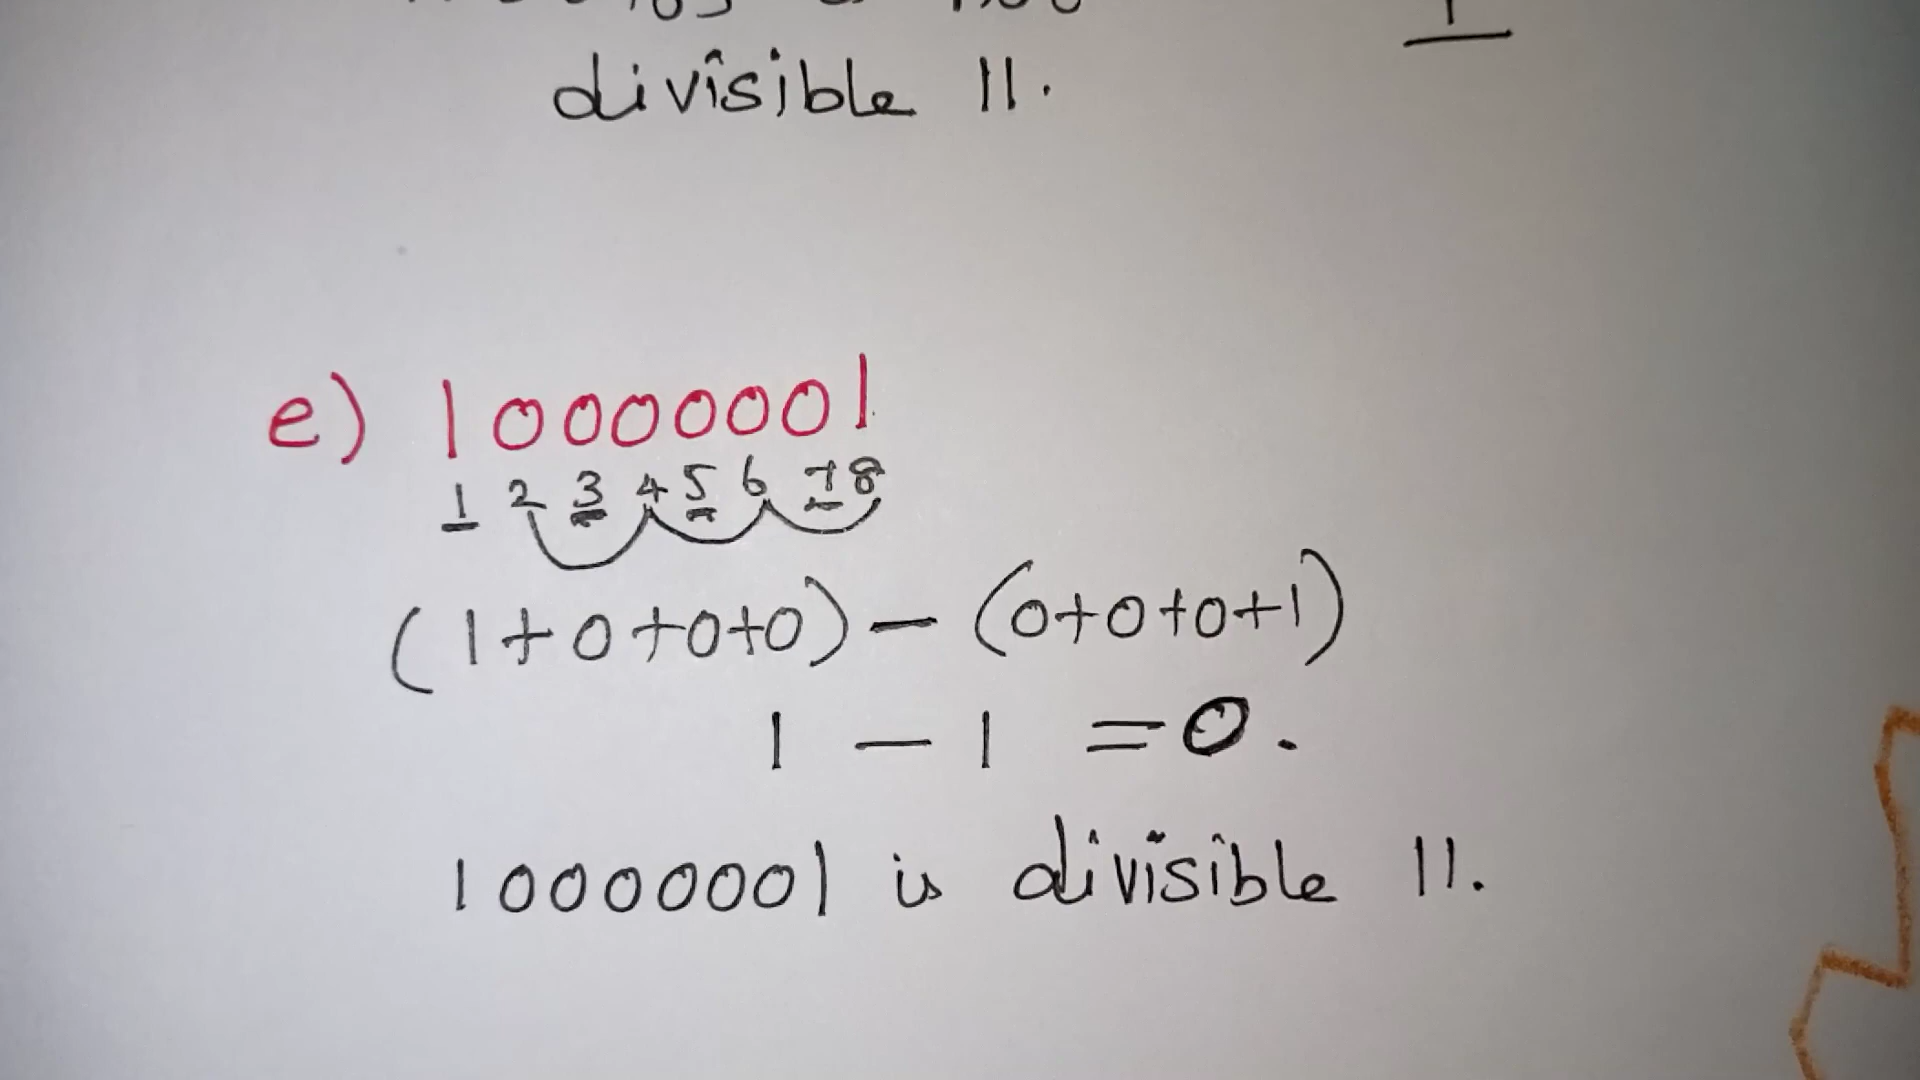 divisible 11.
e) 10000001
1 2 3 4 5 6 7 8
(1+0+0+0) - (0+0+0+1)
1 - 1 = 0.
10000001 is divisible 11.